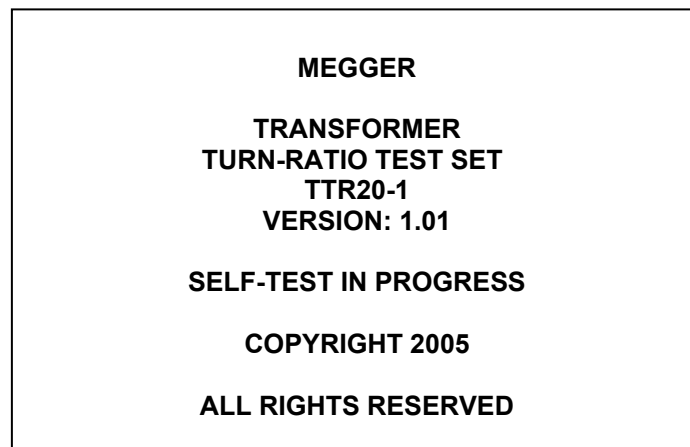 MEGGER
TRANSFORMER
TURN-RATIO TEST SET
TTR20-1
VERSION: 1.01
SELF-TEST IN PROGRESS
COPYRIGHT 2005
ALL RIGHTS RESERVED